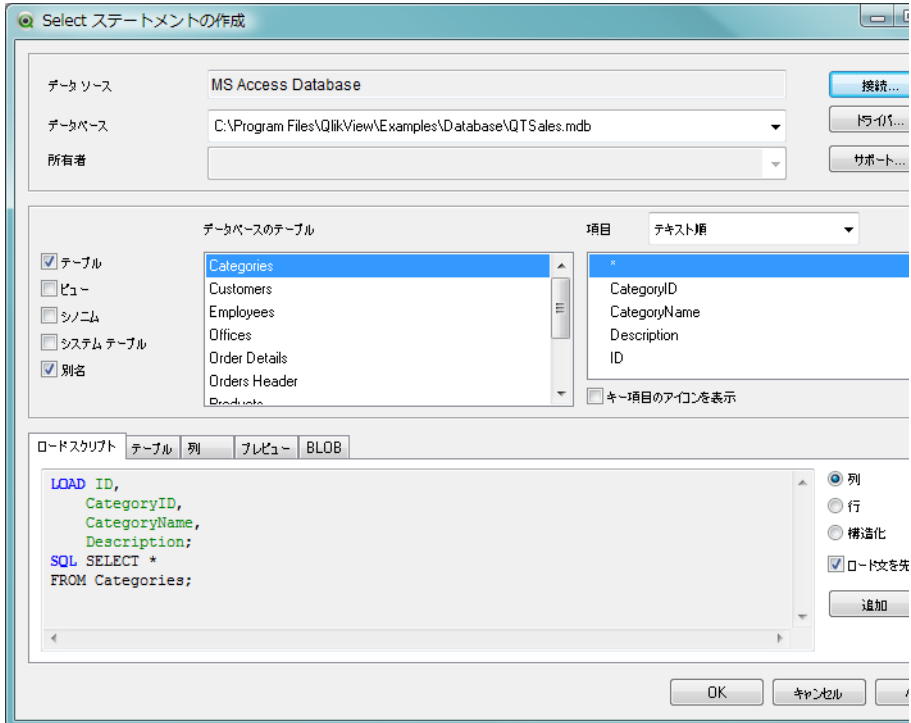 Select ステートメントの作成
データ ソース
MS Access Database
接続...
データベース
C:\Program Files\QlikView\Examples\Database\QTSales.mdb
ドライバ...
所有者
サポート...
データベースのテーブル
項目
テキスト順
テーブル
ビュー
シノニム
システム テーブル
別名
Categories
Customers
Employees
Offices
Order Details
Orders Header
Products
*
CategoryID
CategoryName
Description
ID
キー項目のアイコンを表示
ロードスクリプト
テーブル
列
プレビュー
BLOB
LOAD ID,
CategoryID,
CategoryName,
Description;
SQL SELECT *
FROM Categories;
列
行
構造化
ロード文を先
追加
OK
キャンセル